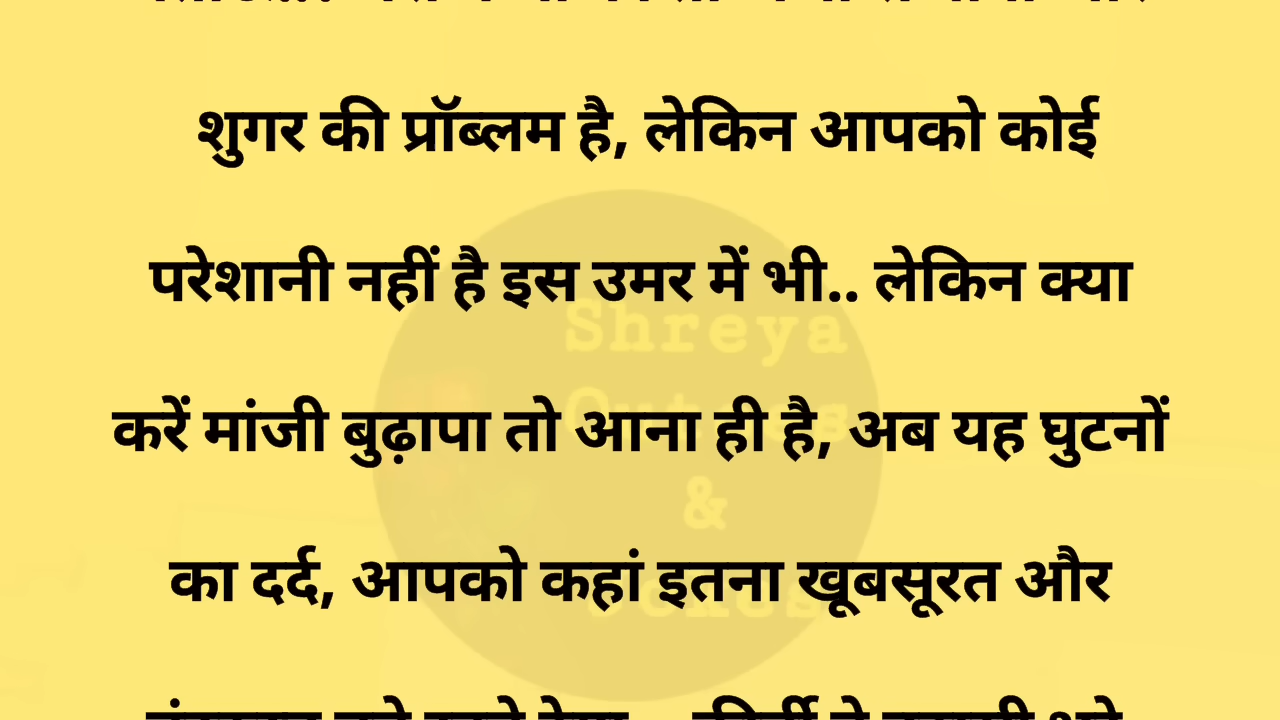 शुगर की प्रॉब्लम है, लेकिन आपको कोई
परेशानी नहीं है इस उमर में भी.. लेकिन क्या
Shreya
करें मांजी बुढ़ापा तो आना ही है, अब यह घुटनों
&
का दर्द, आपको कहां इतना खूबसूरत और